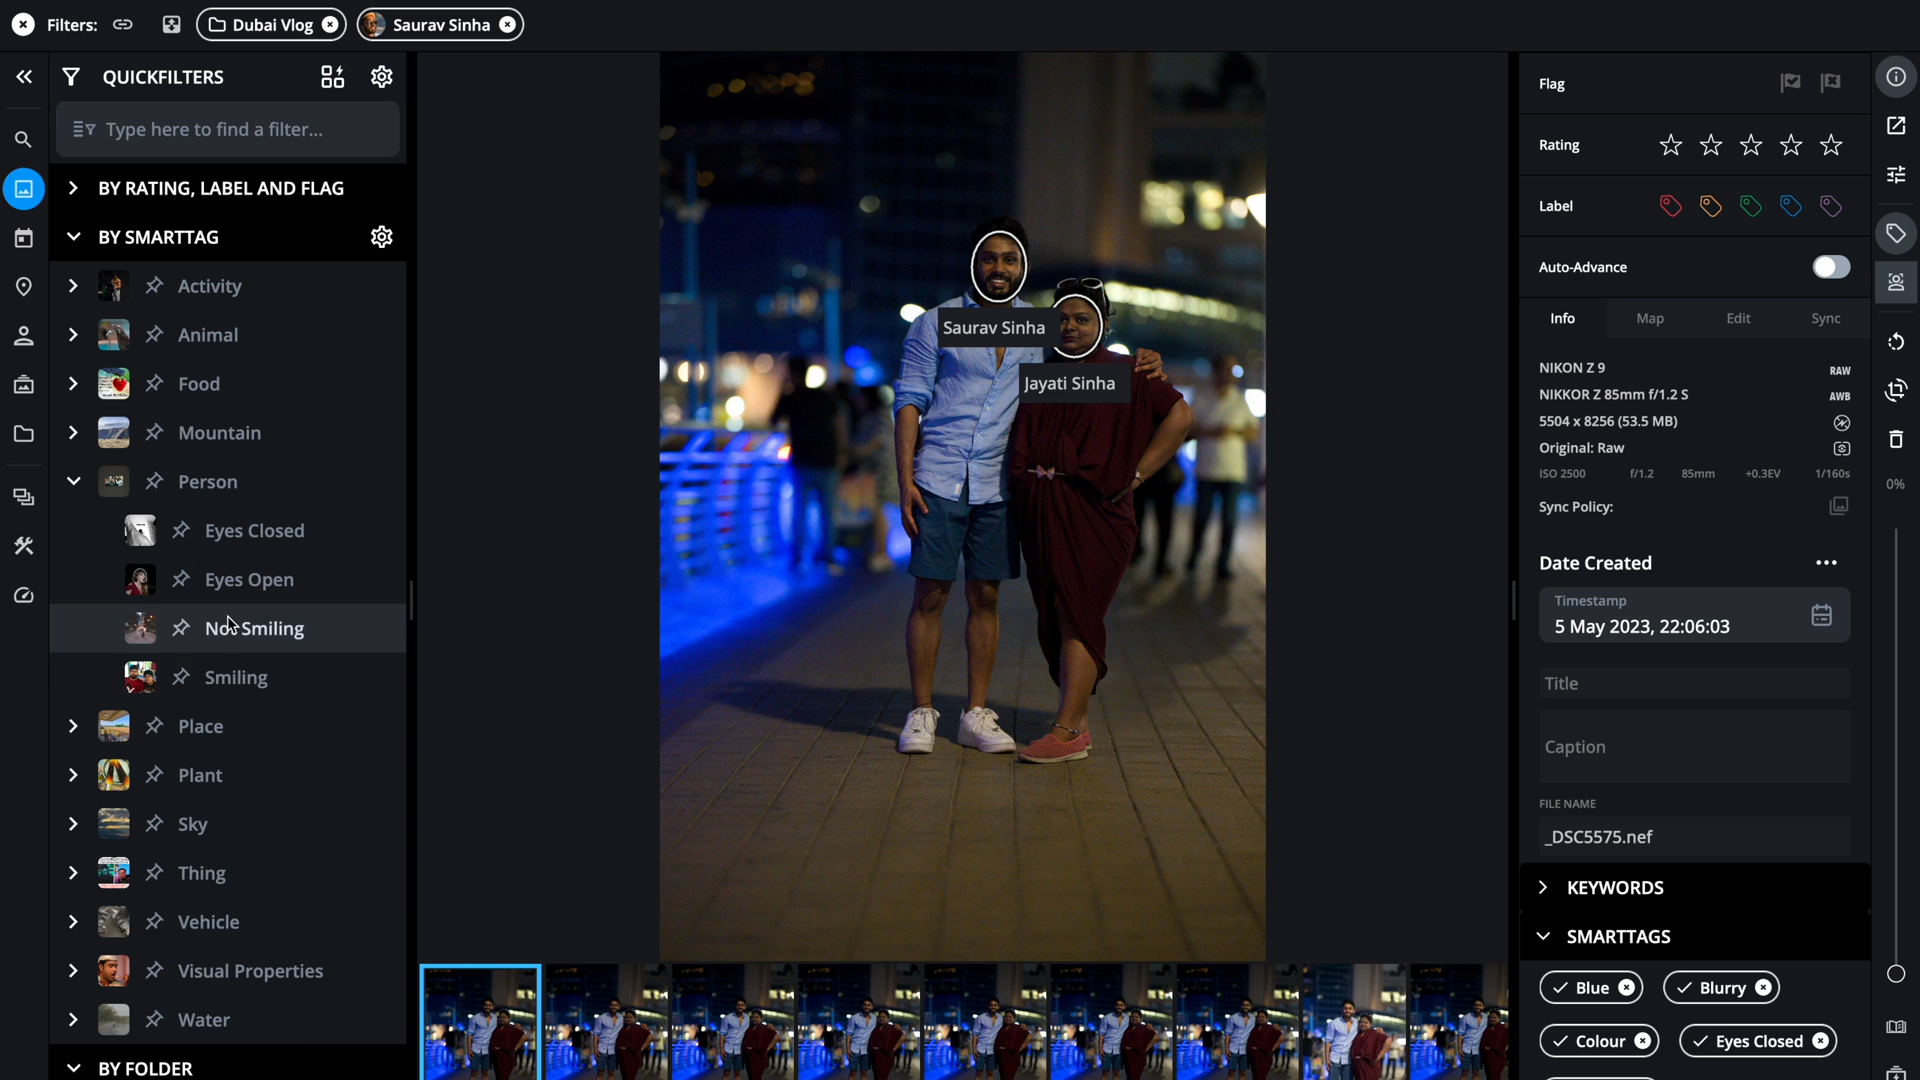 Filters:
Dubai Vlog
Saurav Sinha
QUICKFILTERS
Type here to find a filter...
BY RATING, LABEL AND FLAG
BY SMARTTAG
Activity
Animal
Food
Mountain
Person
Eyes Closed
Eyes Open
Not Smiling
Smiling
Place
Plant
Sky
Thing
Vehicle
Visual Properties
Water
BY FOLDER
Saurav Sinha
Jayati Sinha
Flag
Rating
Label
Auto-Advance
Info Map Edit Sync
NIKON Z 9 RAW
NIKKOR Z 85mm f/1.2 S AWB
5504 x 8256 (53.5 MB)
Original: Raw
ISO 2500 f/1.2 85mm +0.3EV 1/160s
Sync Policy:
Date Created
Timestamp
5 May 2023, 22:06:03
Title
Caption
FILE NAME
_DSC5575.nef
KEYWORDS
SMARTTAGS
Blue Blurry
Colour Eyes Closed
0%